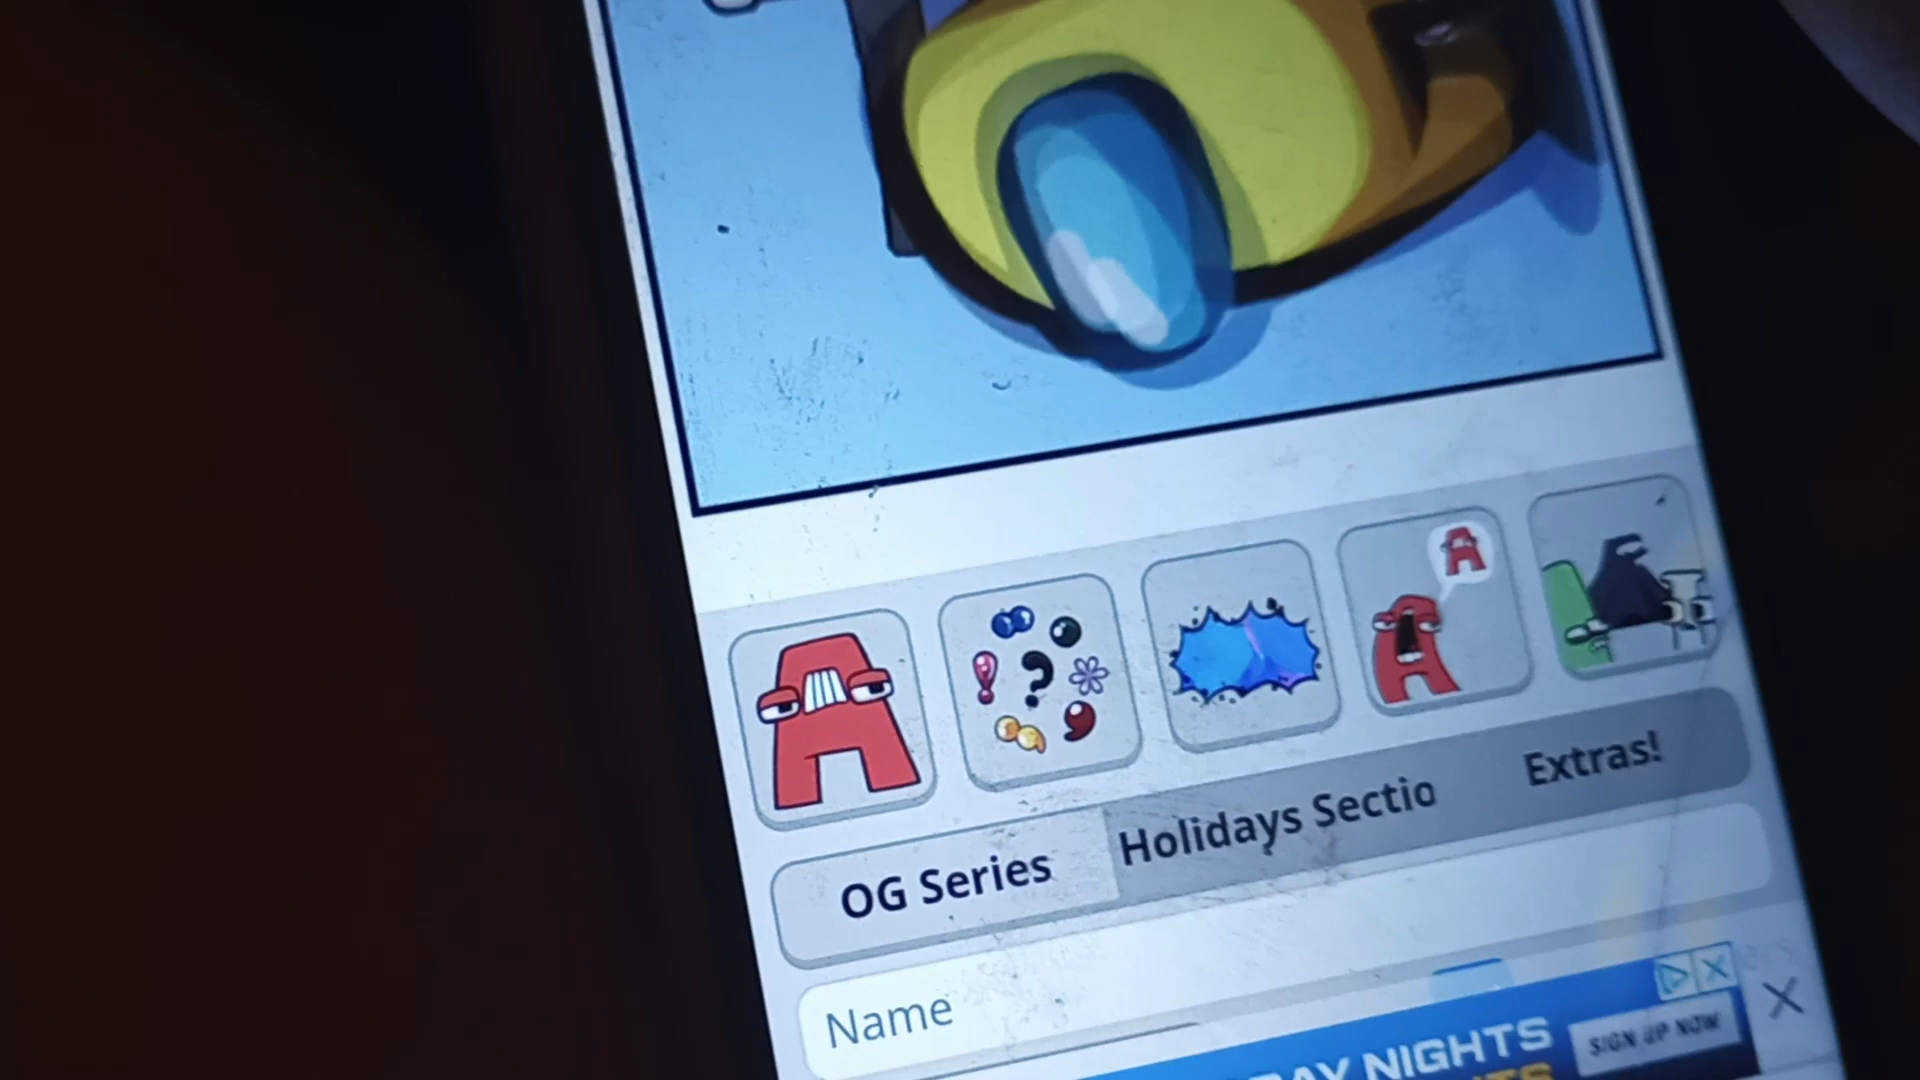 OG Series
Holidays Sectio
Extras!
Name
NIGHTS
SIGN UP NOW